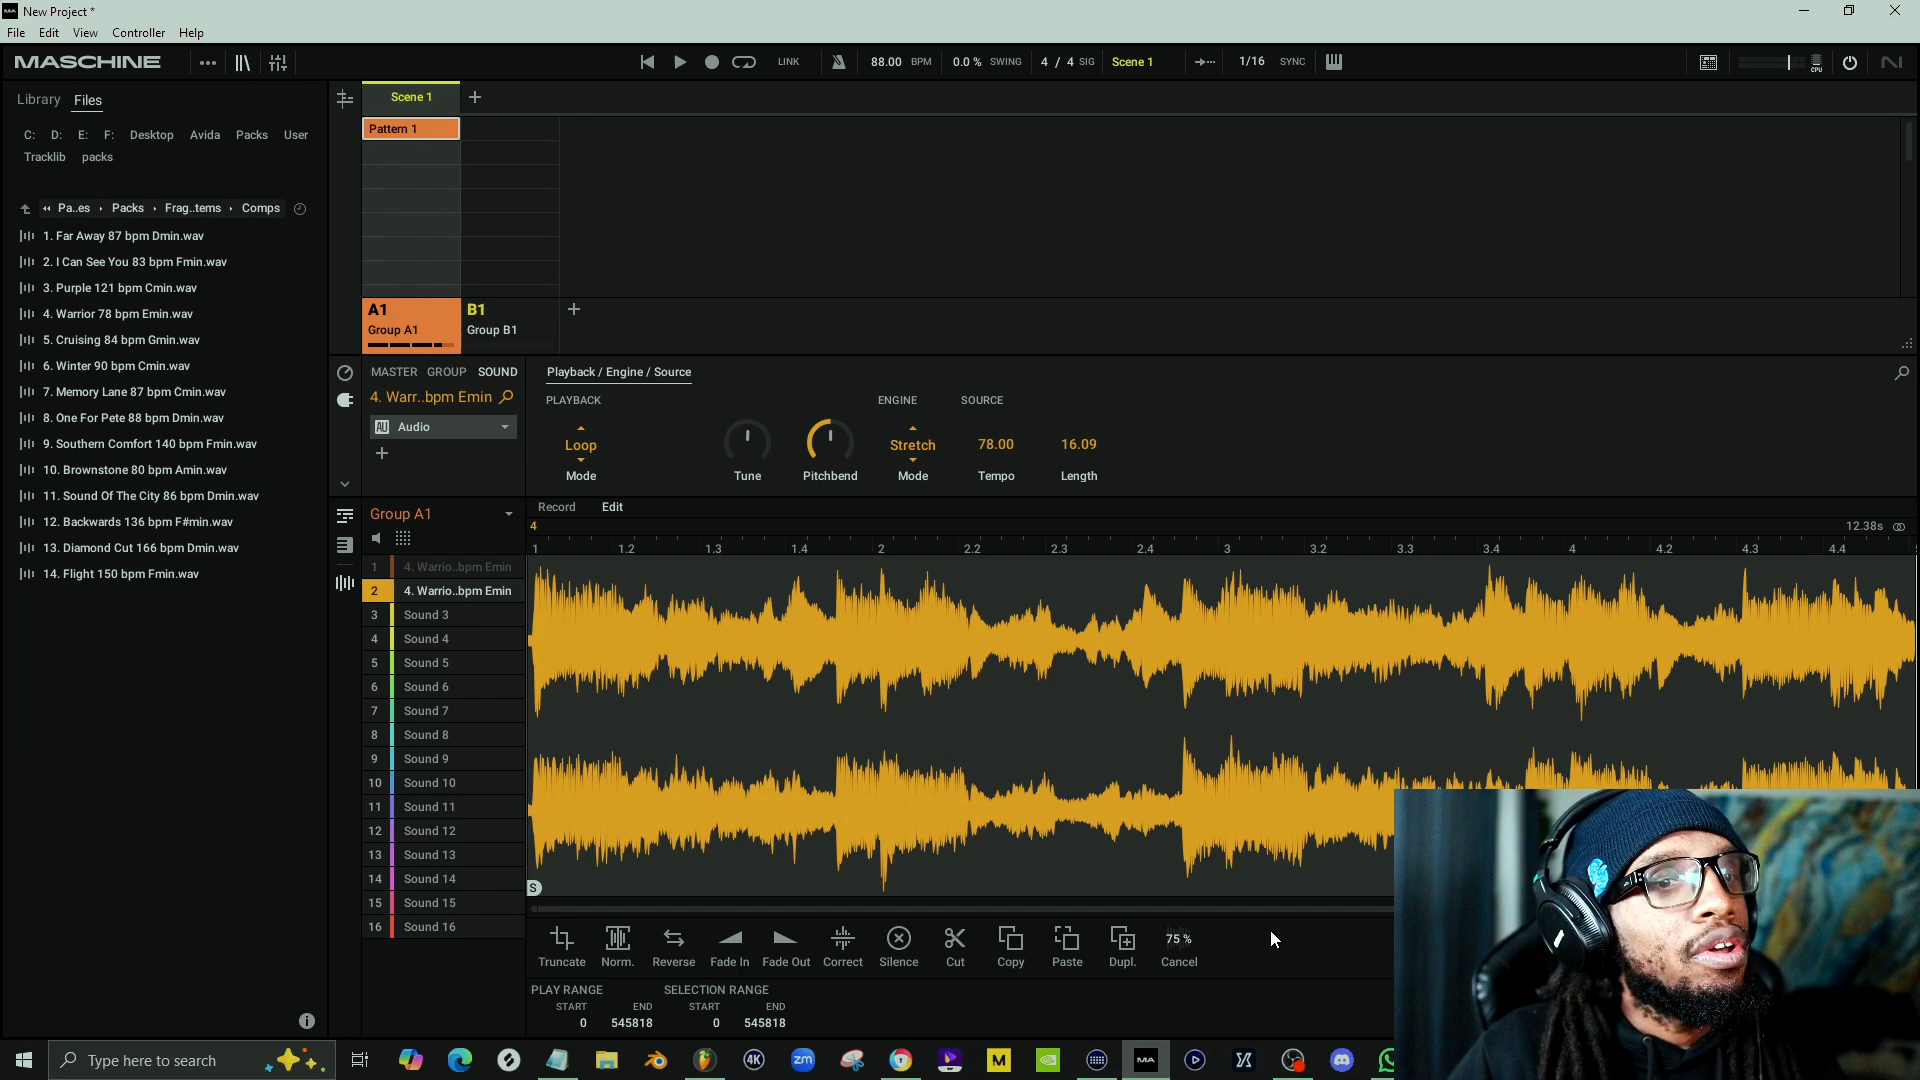 New Project *
File Edit View Controller Help
MASCHINE LINK 88.00 BPM 0.0 % SWING 4 / 4 SIG Scene 1 1/16 SYNC CPU
Library Files
Scene 1
C: D: E: F: Desktop Avida Packs User
Tracklib packs
Pattern 1
Pa..es Packs Frag..tems Comps
1. Far Away 87 bpm Dmin.wav
2. I Can See You 83 bpm Fmin.wav
3. Purple 121 bpm Cmin.wav
4. Warrior 78 bpm Emin.wav
5. Cruising 84 bpm Gmin.wav
6. Winter 90 bpm Cmin.wav
7. Memory Lane 87 bpm Cmin.wav
8. One For Pete 88 bpm Dmin.wav
9. Southern Comfort 140 bpm Fmin.wav
10. Brownstone 80 bpm Amin.wav
11. Sound Of The City 86 bpm Dmin.wav
12. Backwards 136 bpm F#min.wav
13. Diamond Cut 166 bpm Dmin.wav
14. Flight 150 bpm Fmin.wav
A1 B1
Group A1 Group B1
MASTER GROUP SOUND
4. Warr..bpm Emin
Audio
Playback / Engine / Source
PLAYBACK ENGINE SOURCE
Loop Stretch 78.00 16.09
Mode Tune Pitchbend Mode Tempo Length
Group A1
Record Edit
4 12.38s
1 1.2 1.3 1.4 2 2.2 2.3 2.4 3 3.2 3.3 3.4 4 4.2 4.3 4.4
1 4. Warrio..bpm Emin
2 4. Warrio..bpm Emin
3 Sound 3
4 Sound 4
5 Sound 5
6 Sound 6
7 Sound 7
8 Sound 8
9 Sound 9
10 Sound 10
11 Sound 11
12 Sound 12
13 Sound 13
14 Sound 14
15 Sound 15
16 Sound 16
S
75 %
Truncate Norm. Reverse Fade In Fade Out Correct Silence Cut Copy Paste Dupl. Cancel
PLAY RANGE SELECTION RANGE
START END START END
0 545818 0 545818
Type here to search 4K zm M MA